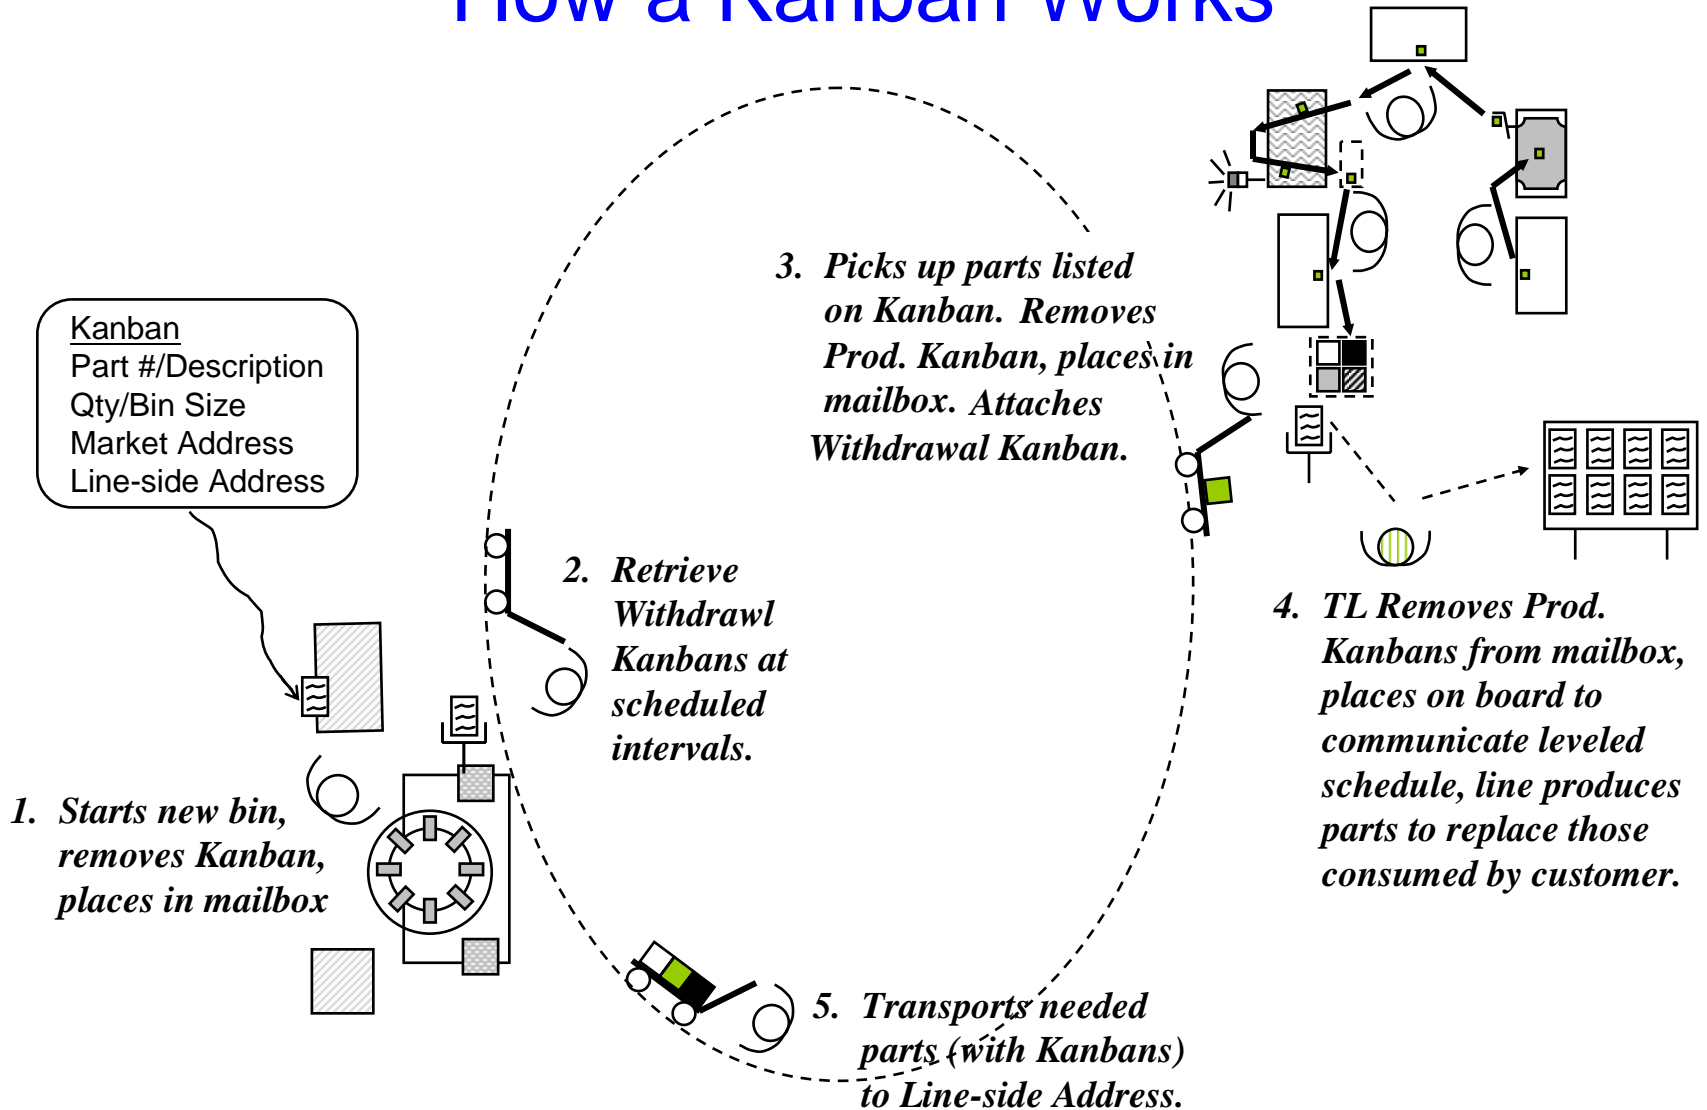 How a Kanban Works
Kanban
Part #/Description
Qty/Bin Size
Market Address
Line-side Address
1. Starts new bin,
removes Kanban,
places in mailbox
2. Retrieve
Withdrawl
Kanbans at
scheduled
intervals.
3. Picks up parts listed
on Kanban. Removes
Prod. Kanban, places in
mailbox. Attaches
Withdrawal Kanban.
4. TL Removes Prod.
Kanbans from mailbox,
places on board to
communicate leveled
schedule, line produces
parts to replace those
consumed by customer.
5. Transports needed
parts (with Kanbans)
to Line-side Address.